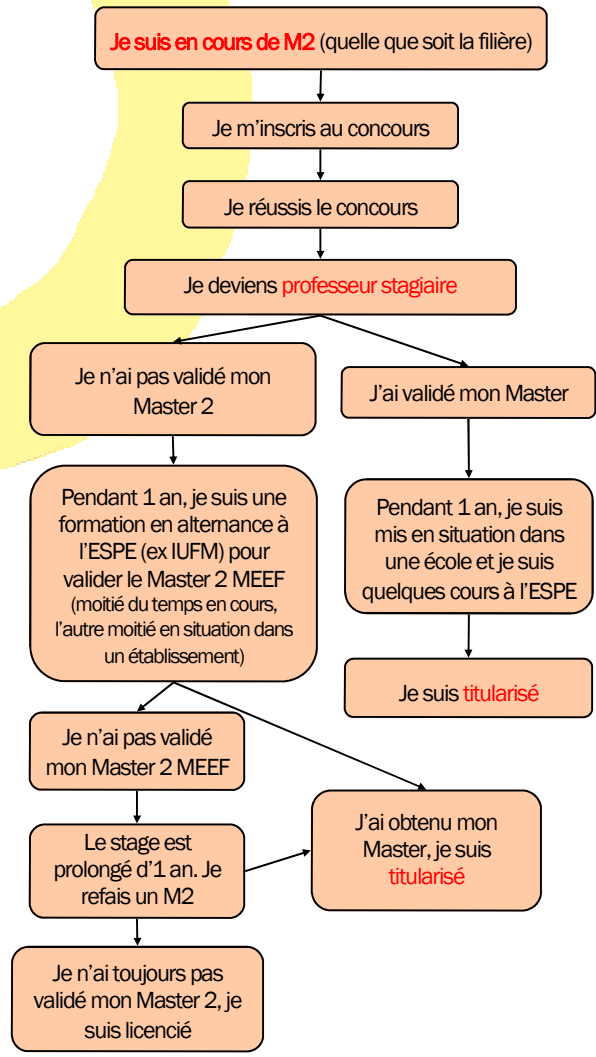 Je suis en cours de M2 (quelle que soit la filière)
Je m'inscris au concours
Je réussis le concours
Je deviens professeur stagiaire
Je n'ai pas validé mon
Master 2
J'ai validé mon Master
Pendant 1 an, je suis une
formation en alternance à
l'ESPE (ex IUFM) pour
valider le Master 2 MEEF
(moitié du temps en cours,
l'autre moitié en situation dans
un établissement)
Pendant 1 an, je suis
mis en situation dans
une école et je suis
quelques cours à l'ESPE
Je suis titularisé
Je n'ai pas validé
mon Master 2 MEEF
J'ai obtenu mon
Master, je suis
titularisé
Le stage est
prolongé d'1 an. Je
refais un M2
Je n'ai toujours pas
validé mon Master 2, je
suis licencié